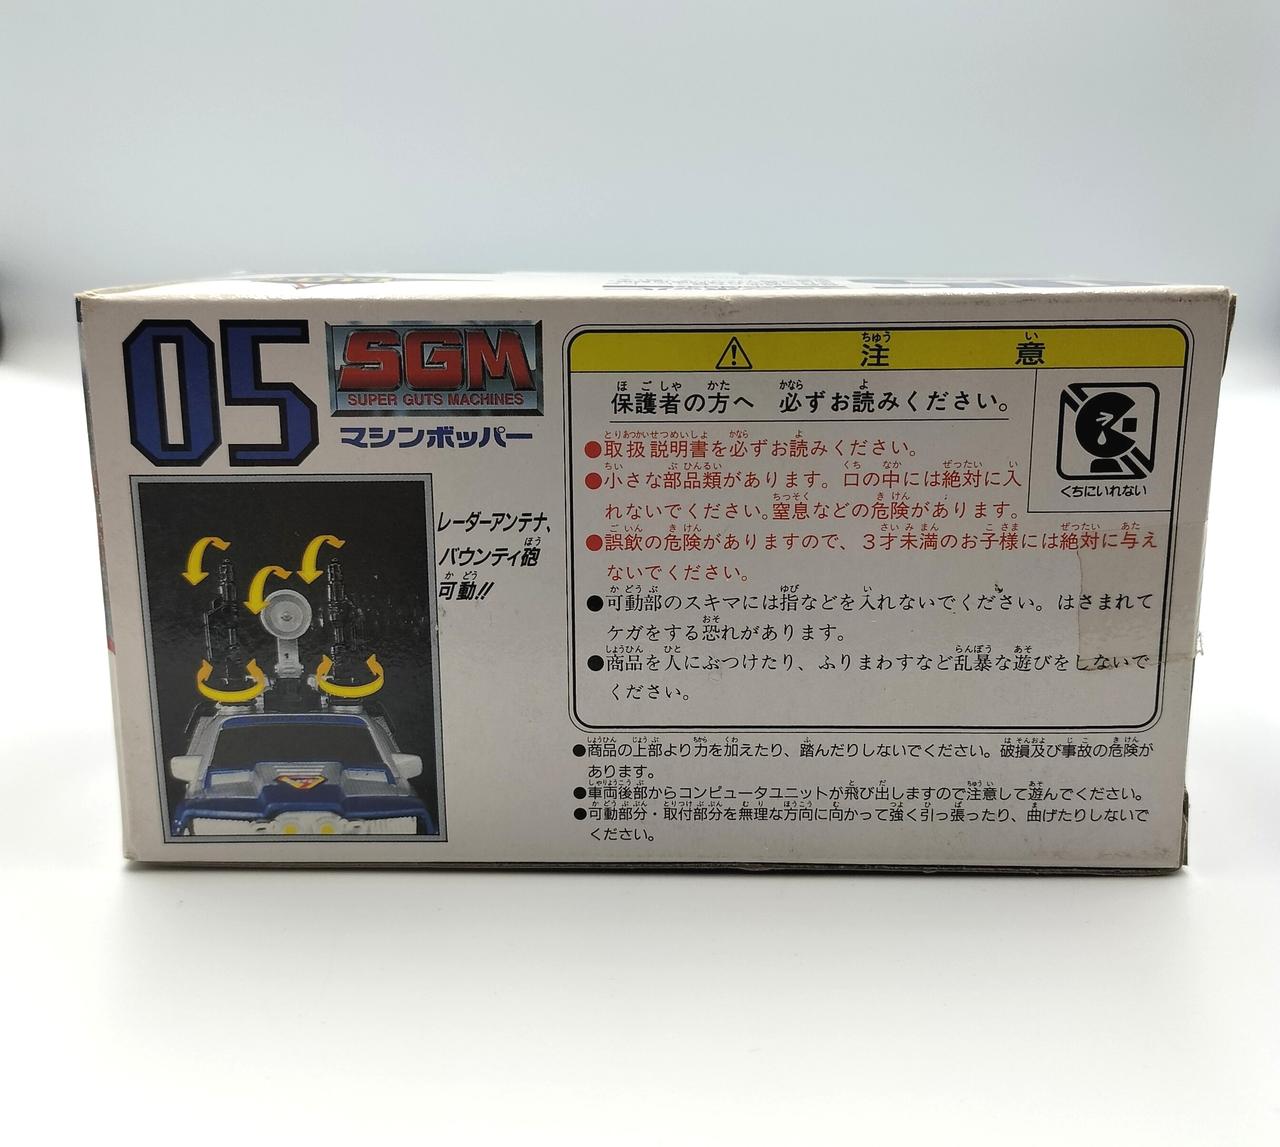 05
SGM
SUPER GUTS MACHINES
マシンボッパー
レーダーアンテナ、
バウンティ砲
可動!!
注意
保護者の方へ 必ずお読みください。
●取扱説明書を必ずお読みください。
●小さな部品類があります。口の中には絶対に入
れないでください。窒息などの危険があります。
●誤飲の危険がありますので、3才未満のお子様には絶対に与え
ないでください。
●可動部のスキマには指などを入れないでください。はさまれて
ケガをする恐れがあります。
●商品を人にぶつけたり、ふりまわすなど乱暴な遊びをしないで
ください。
くちにいれない
●商品の上部より力を加えたり、踏んだりしないでください。破損及び事故の危険が
あります。
●車両後部からコンピュータユニットが飛び出しますので注意して遊んでください。
●可動部分・取付部分を無理な方向に向かって強く引っ張ったり、曲げたりしないで
ください。